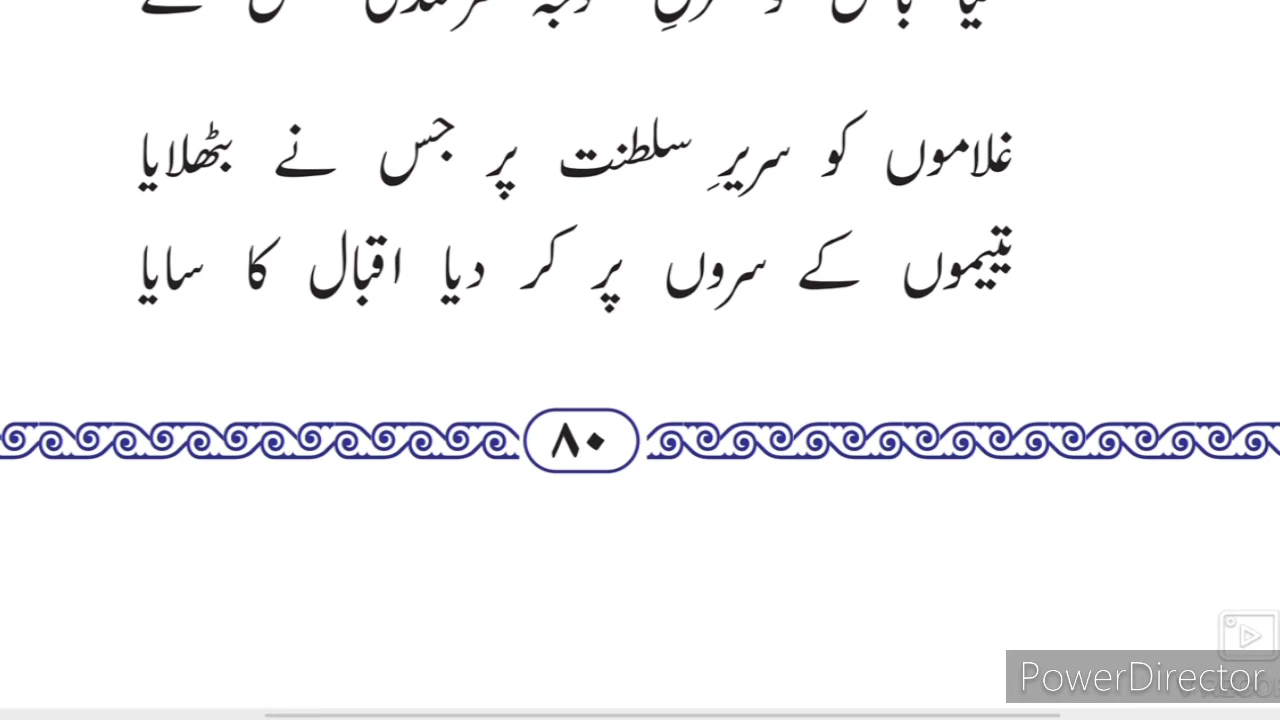 غلاموں کو سریرِ سلطنت پر جس نے بٹھلایا
یتیموں کے سروں پر کر دیا اقبال کا سایا
۸۰
PowerDirector